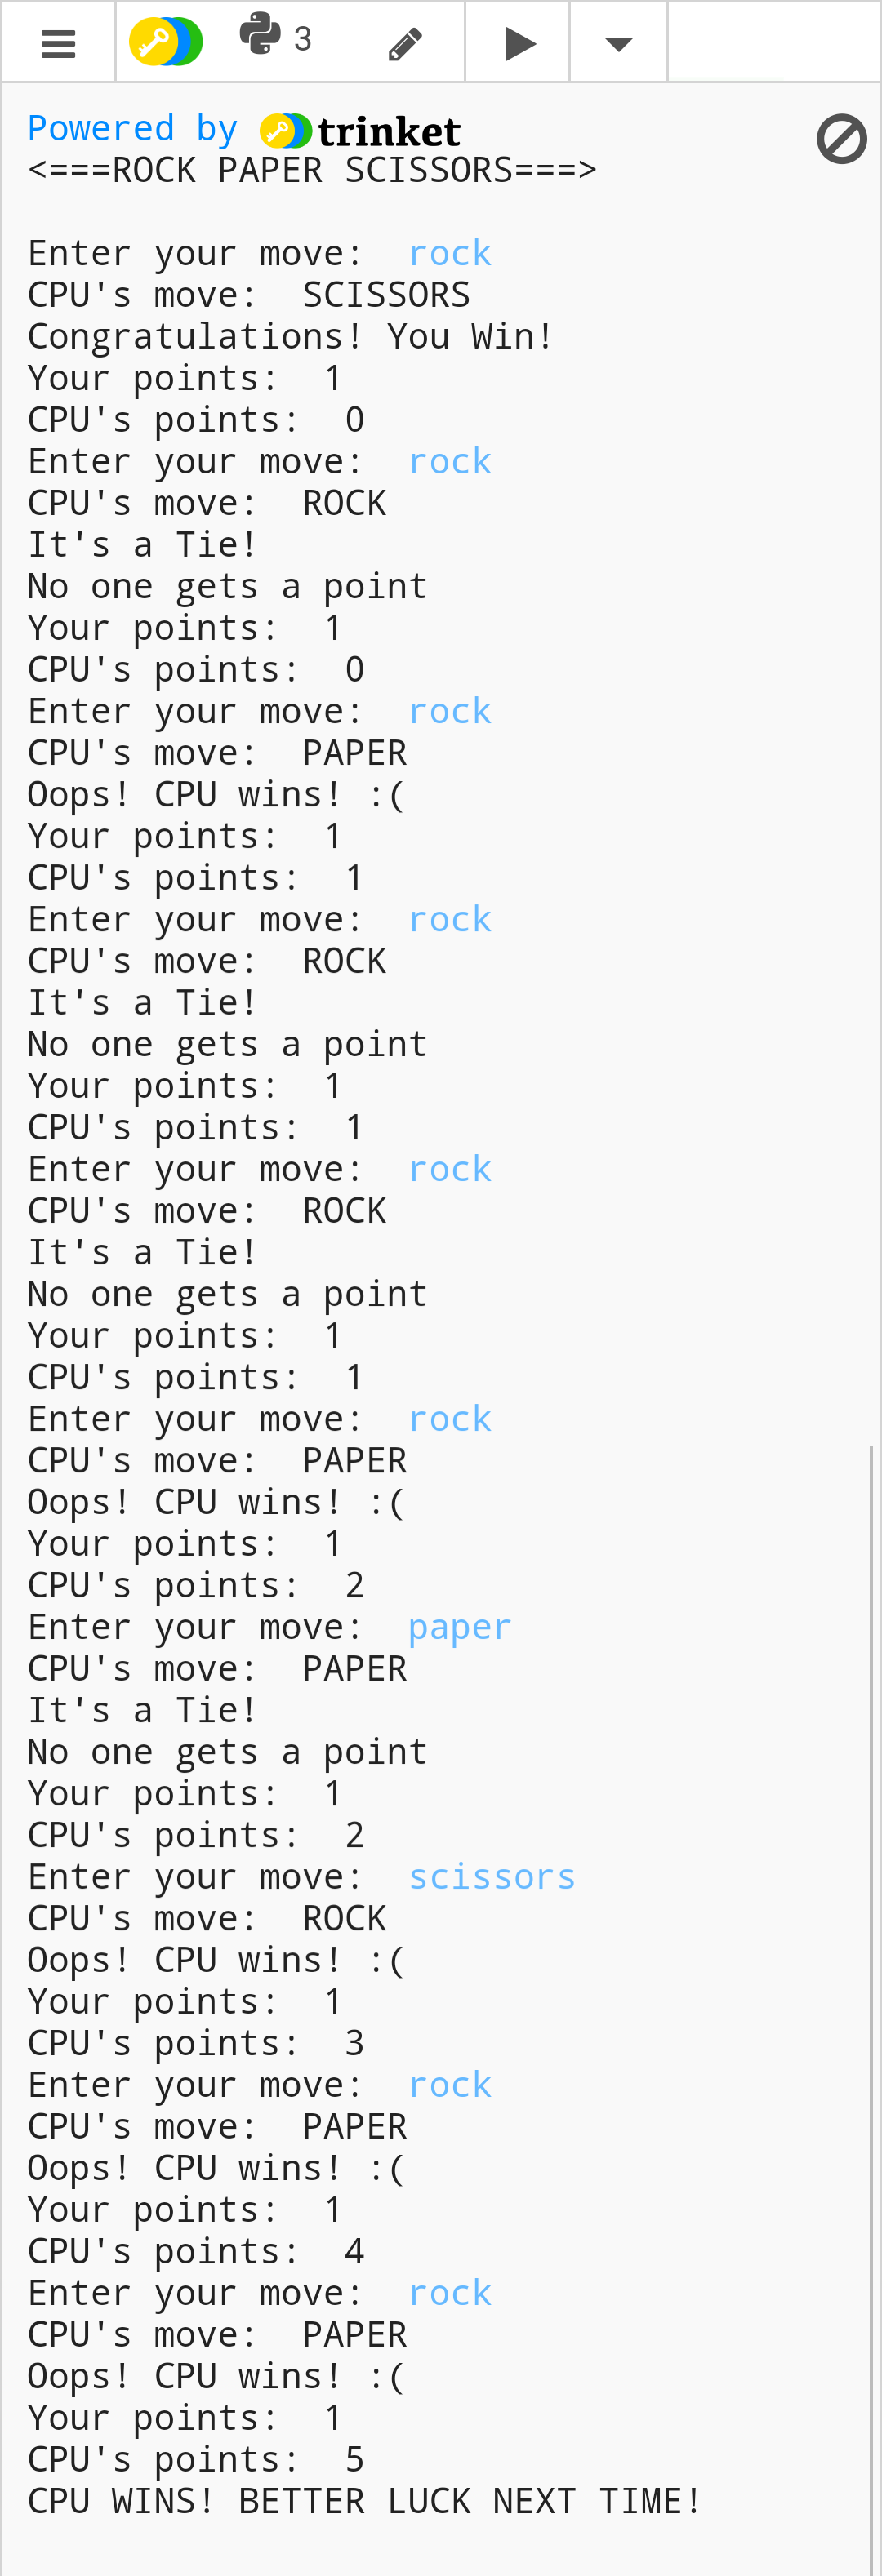 3
Powered by trinket
<===ROCK PAPER SCISSORS===>
Enter your move:  rock
CPU's move:  SCISSORS
Congratulations! You Win!
Your points:  1
CPU's points:  0
Enter your move:  rock
CPU's move:  ROCK
It's a Tie!
No one gets a point
Your points:  1
CPU's points:  0
Enter your move:  rock
CPU's move:  PAPER
Oops! CPU wins! :(
Your points:  1
CPU's points:  1
Enter your move:  rock
CPU's move:  ROCK
It's a Tie!
No one gets a point
Your points:  1
CPU's points:  1
Enter your move:  rock
CPU's move:  ROCK
It's a Tie!
No one gets a point
Your points:  1
CPU's points:  1
Enter your move:  rock
CPU's move:  PAPER
Oops! CPU wins! :(
Your points:  1
CPU's points:  2
Enter your move:  paper
CPU's move:  PAPER
It's a Tie!
No one gets a point
Your points:  1
CPU's points:  2
Enter your move:  scissors
CPU's move:  ROCK
Oops! CPU wins! :(
Your points:  1
CPU's points:  3
Enter your move:  rock
CPU's move:  PAPER
Oops! CPU wins! :(
Your points:  1
CPU's points:  4
Enter your move:  rock
CPU's move:  PAPER
Oops! CPU wins! :(
Your points:  1
CPU's points:  5
CPU WINS! BETTER LUCK NEXT TIME!